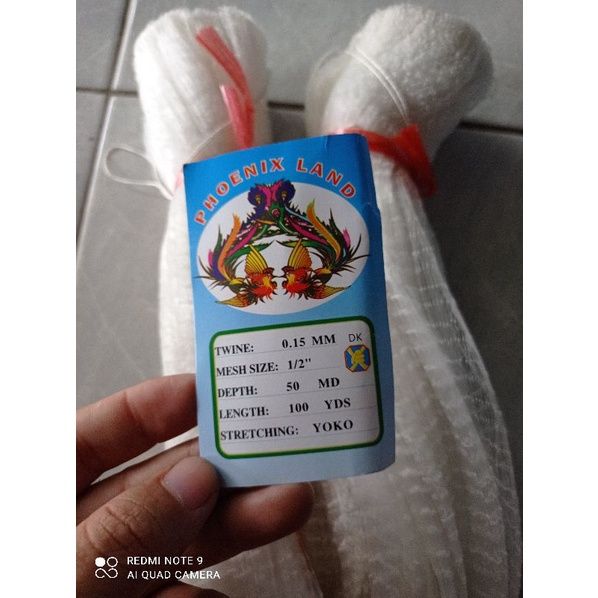 PHOENIX LAND
TWINE: 0.15 MM DK
MESH SIZE: 1/2"
DEPTH: 50 MD
LENGTH: 100 YDS
STRETCHING: YOKO
REDMI NOTE 9
AI QUAD CAMERA